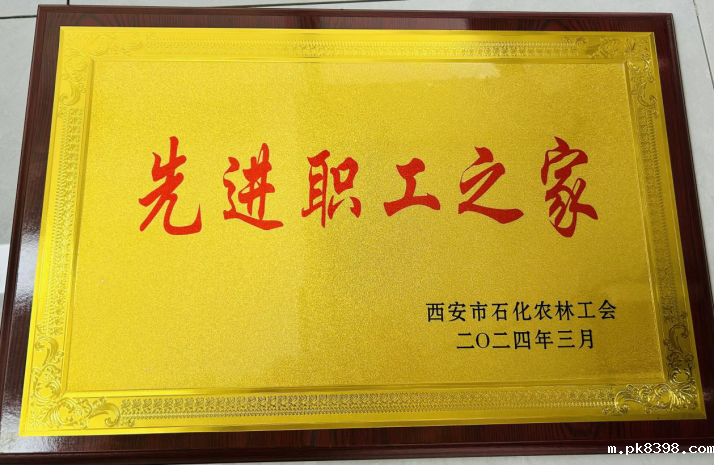 先进职工之家
西安市石化农林工会
二〇二四年三月
m.pk8398.com